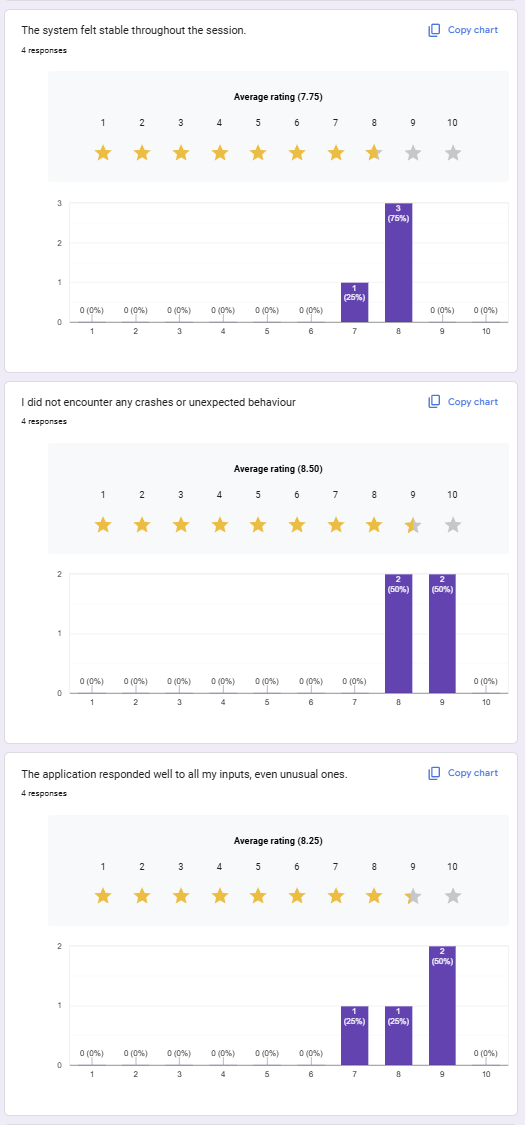 The system felt stable throughout the session.
Copy chart
4 responses
Average rating (7.75)
1 2 3 4 5 6 7 8 9 10
3
3
(75%)
2
1
1
(25%)
0 (0%) 0 (0%) 0 (0%) 0 (0%) 0 (0%) 0 (0%) 0 (0%) 0 (0%)
0
1 2 3 4 5 6 7 8 9 10
I did not encounter any crashes or unexpected behaviour
Copy chart
4 responses
Average rating (8.50)
1 2 3 4 5 6 7 8 9 10
2
2 2
(50%) (50%)
1
0 (0%) 0 (0%) 0 (0%) 0 (0%) 0 (0%) 0 (0%) 0 (0%) 0 (0%)
0
1 2 3 4 5 6 7 8 9 10
The application responded well to all my inputs, even unusual ones.
Copy chart
4 responses
Average rating (8.25)
1 2 3 4 5 6 7 8 9 10
2
2
(50%)
1
1 1
(25%) (25%)
0 (0%) 0 (0%) 0 (0%) 0 (0%) 0 (0%) 0 (0%) 0 (0%)
0
1 2 3 4 5 6 7 8 9 10